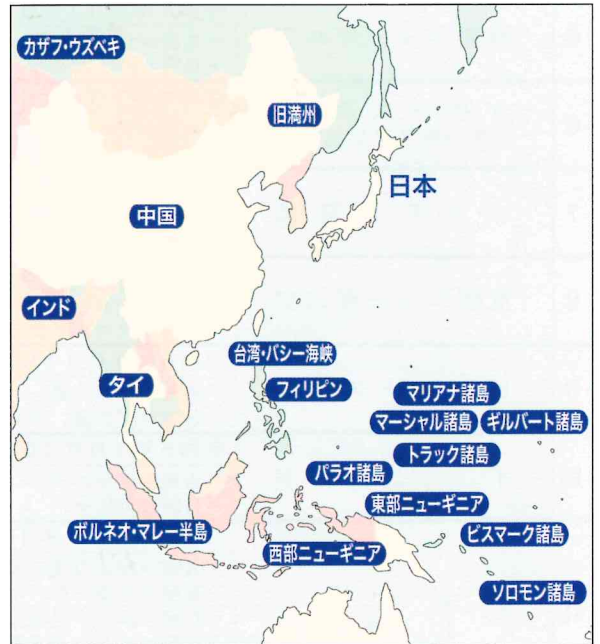 カザフ・ウズベキ
旧満州
日本
中国
インド
台湾・バシー海峡
タイ
フィリピン
マリアナ諸島
マーシャル諸島
ギルバート諸島
トラック諸島
パラオ諸島
東部ニューギニア
ボルネオ・マレー半島
ビスマーク諸島
西部ニューギニア
ソロモン諸島